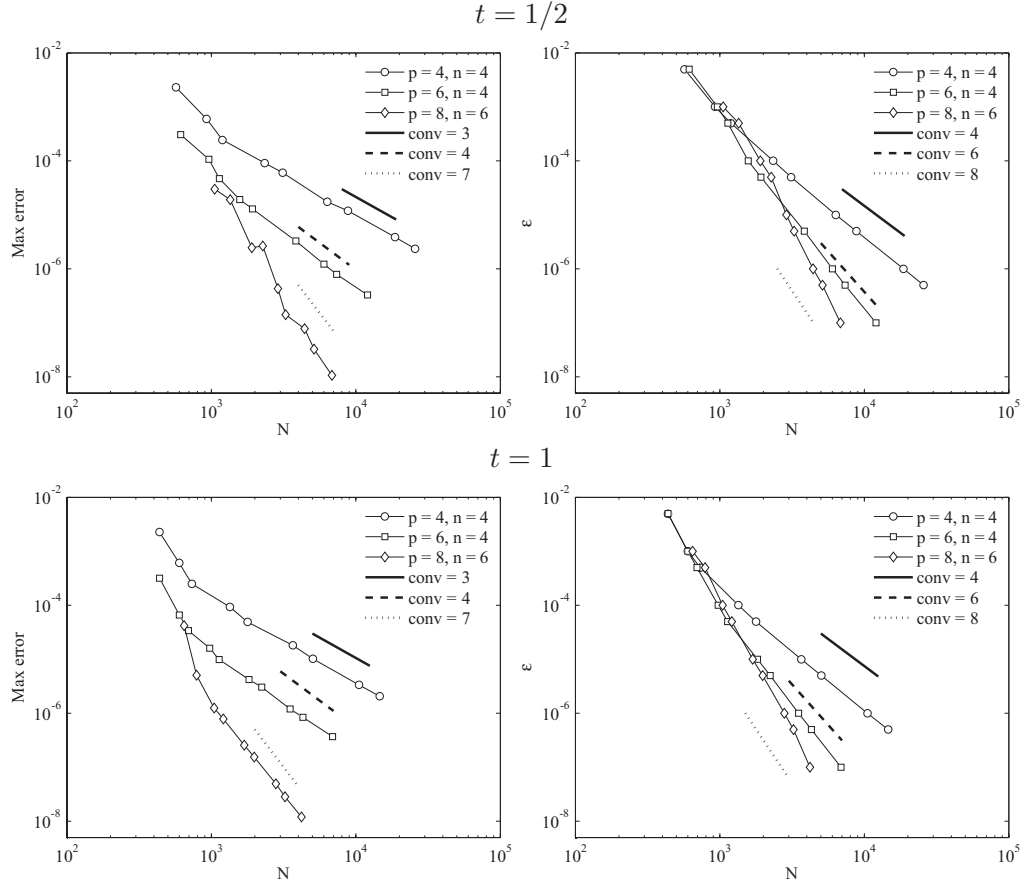 t = 1/2
10^-2
10^-4
10^-6
10^-8
Max error
10^2
10^3
10^4
10^5
N
p = 4, n = 4
p = 6, n = 4
p = 8, n = 6
conv = 3
conv = 4
conv = 7
10^-2
10^-4
10^-6
10^-8
ε
10^2
10^3
10^4
10^5
N
p = 4, n = 4
p = 6, n = 4
p = 8, n = 6
conv = 4
conv = 6
conv = 8
t = 1
10^-2
10^-4
10^-6
10^-8
Max error
10^2
10^3
10^4
10^5
N
p = 4, n = 4
p = 6, n = 4
p = 8, n = 6
conv = 3
conv = 4
conv = 7
10^-2
10^-4
10^-6
10^-8
ε
10^2
10^3
10^4
10^5
N
p = 4, n = 4
p = 6, n = 4
p = 8, n = 6
conv = 4
conv = 6
conv = 8